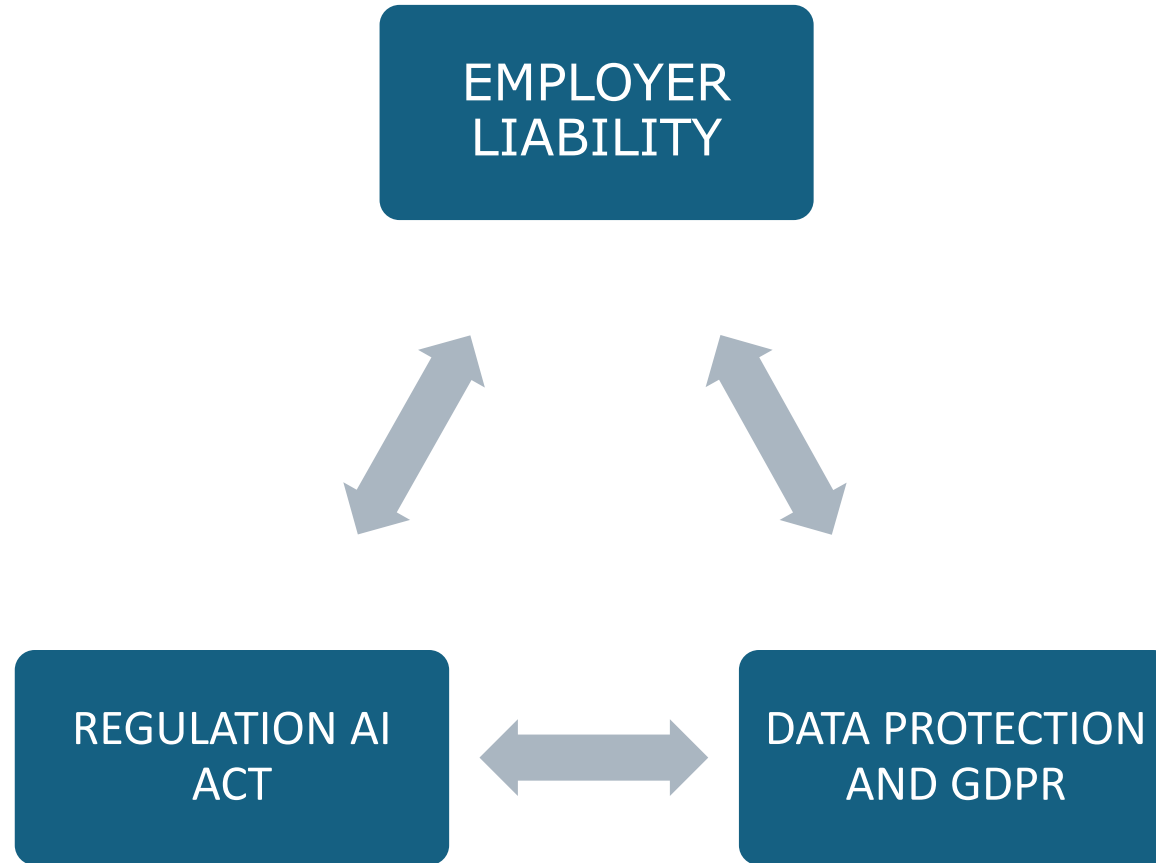 EMPLOYER
LIABILITY
REGULATION AI
ACT
DATA PROTECTION
AND GDPR